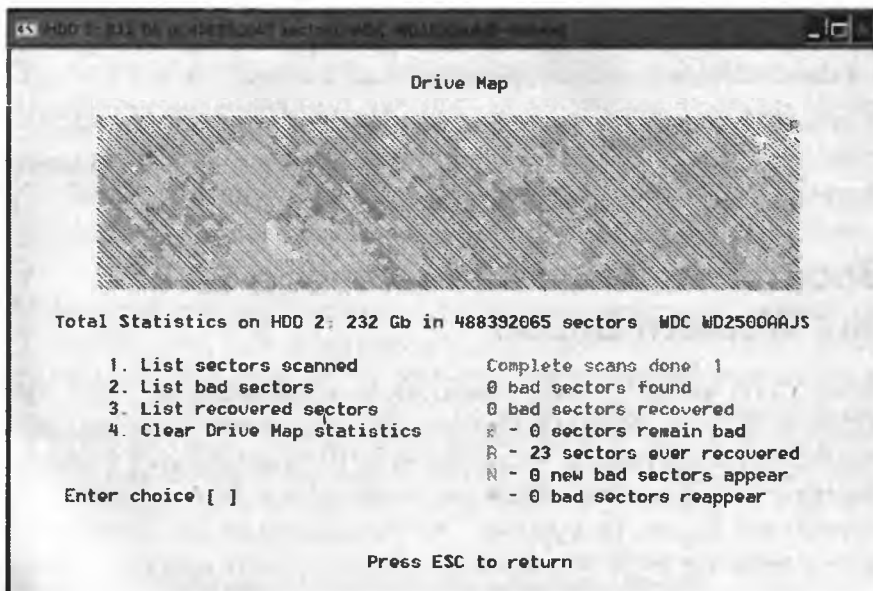 Drive Map
R
Total Statistics on HDD 2: 232 Gb in 488392065 sectors WDC WD2500AAJS
1. List sectors scanned
2. List bad sectors
3. List recovered sectors
4. Clear Drive Map statistics
Enter choice [ ]
Complete scans done 1
0 bad sectors found
0 bad sectors recovered
- 0 sectors remain bad
R - 23 sectors ever recovered
N - 0 new bad sectors appear
- 0 bad sectors reappear
Press ESC to return